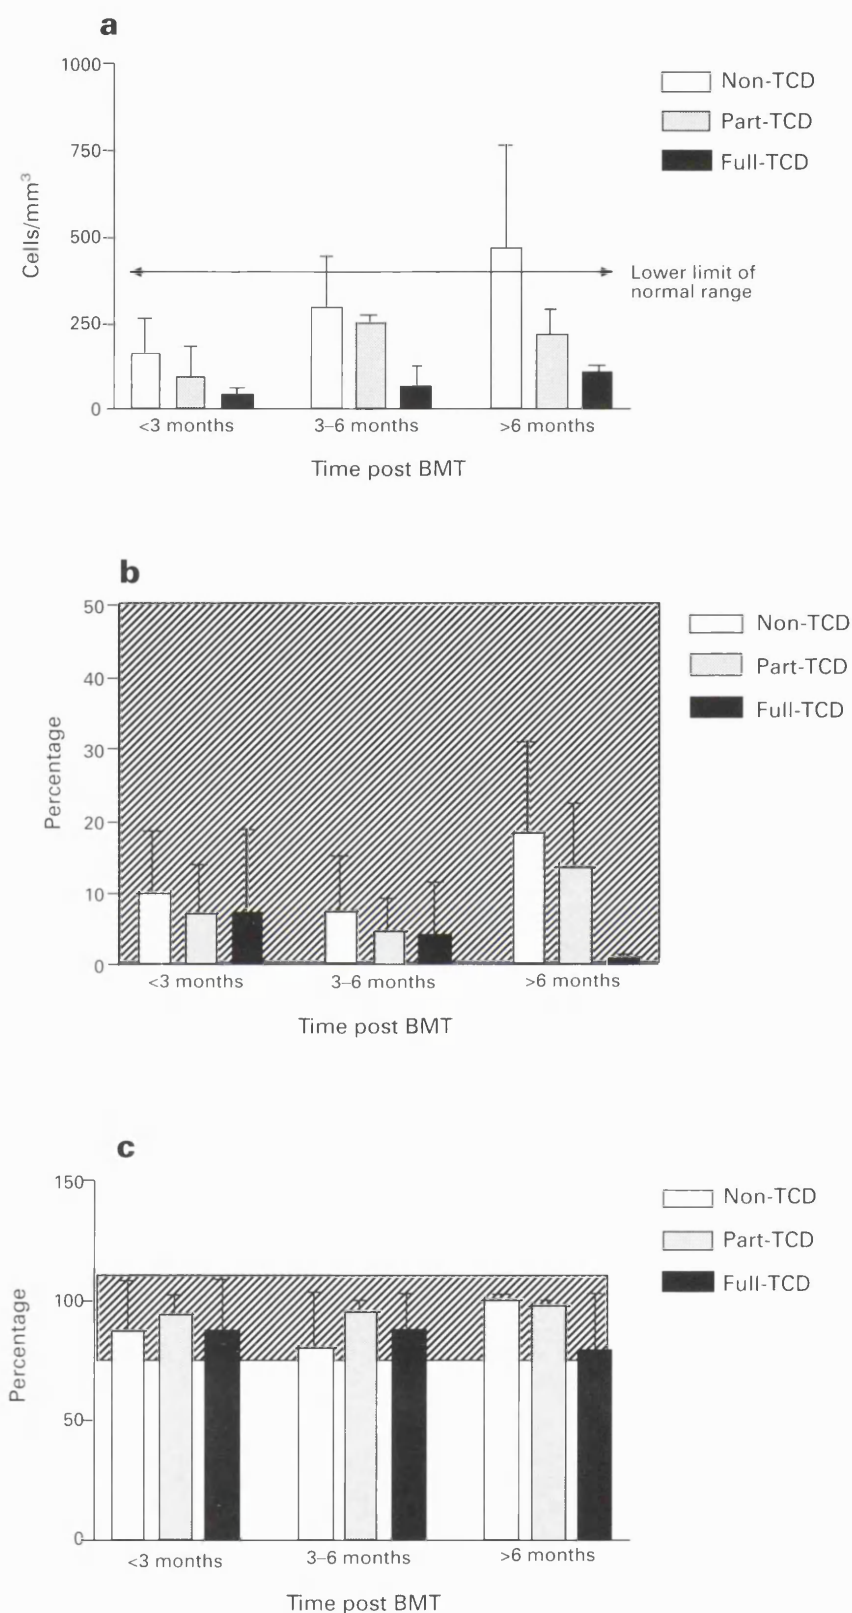 a
1000
750
500
250
0
Cells/mm³
Non-TCD
Part-TCD
Full-TCD
Lower limit of
normal range
<3 months
3–6 months
>6 months
Time post BMT
b
50
40
30
20
10
0
Percentage
Non-TCD
Part-TCD
Full-TCD
<3 months
3–6 months
>6 months
Time post BMT
c
150
100
50
0
Percentage
Non-TCD
Part-TCD
Full-TCD
<3 months
3–6 months
>6 months
Time post BMT